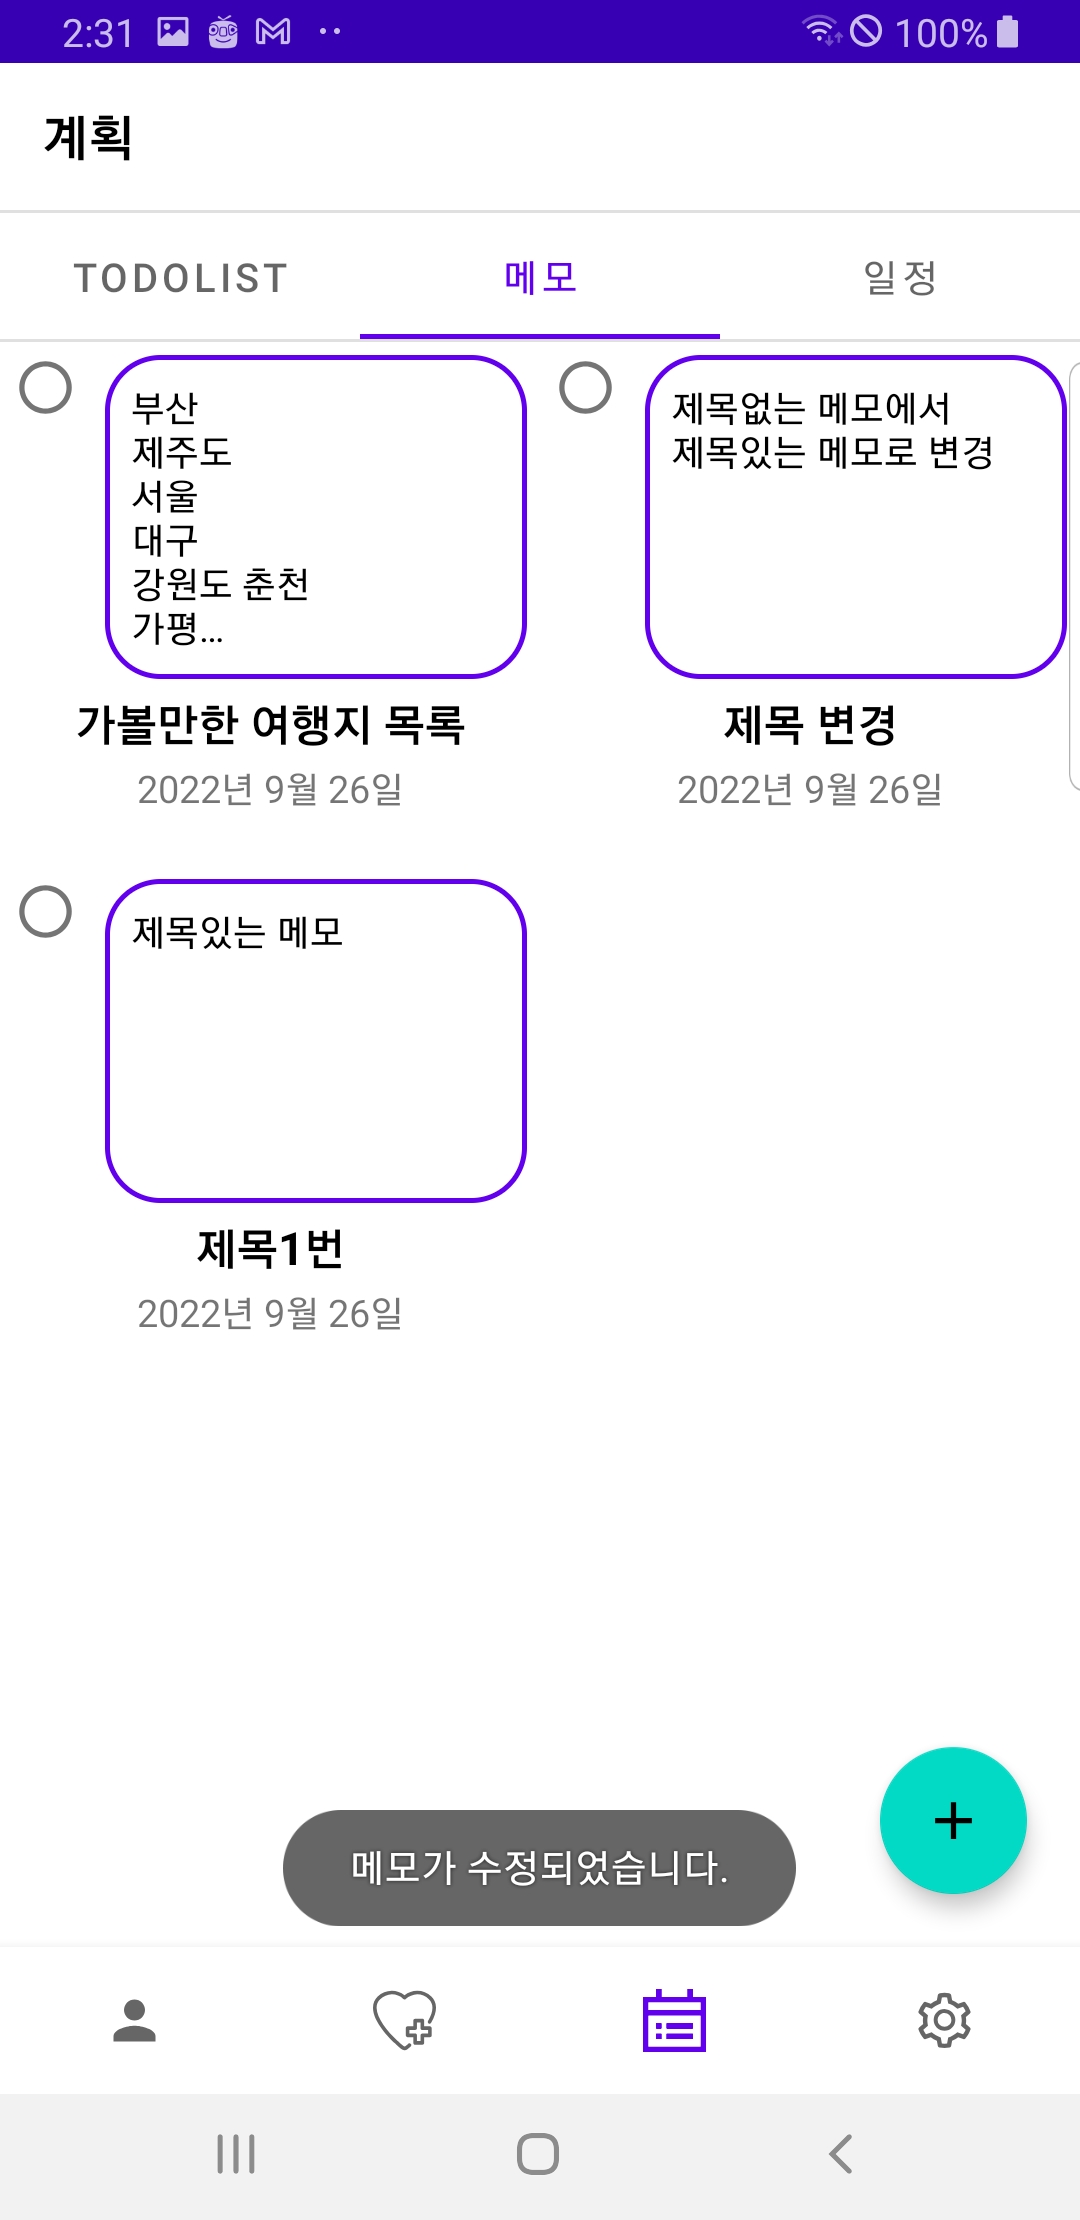 2:31
100%
계획
TODOLIST
메모
일정
부산
제주도
서울
대구
강원도 춘천
가평...
가볼만한 여행지 목록
2022년 9월 26일
제목없는 메모에서
제목있는 메모로 변경
제목 변경
2022년 9월 26일
제목있는 메모
제목1번
2022년 9월 26일
메모가 수정되었습니다.